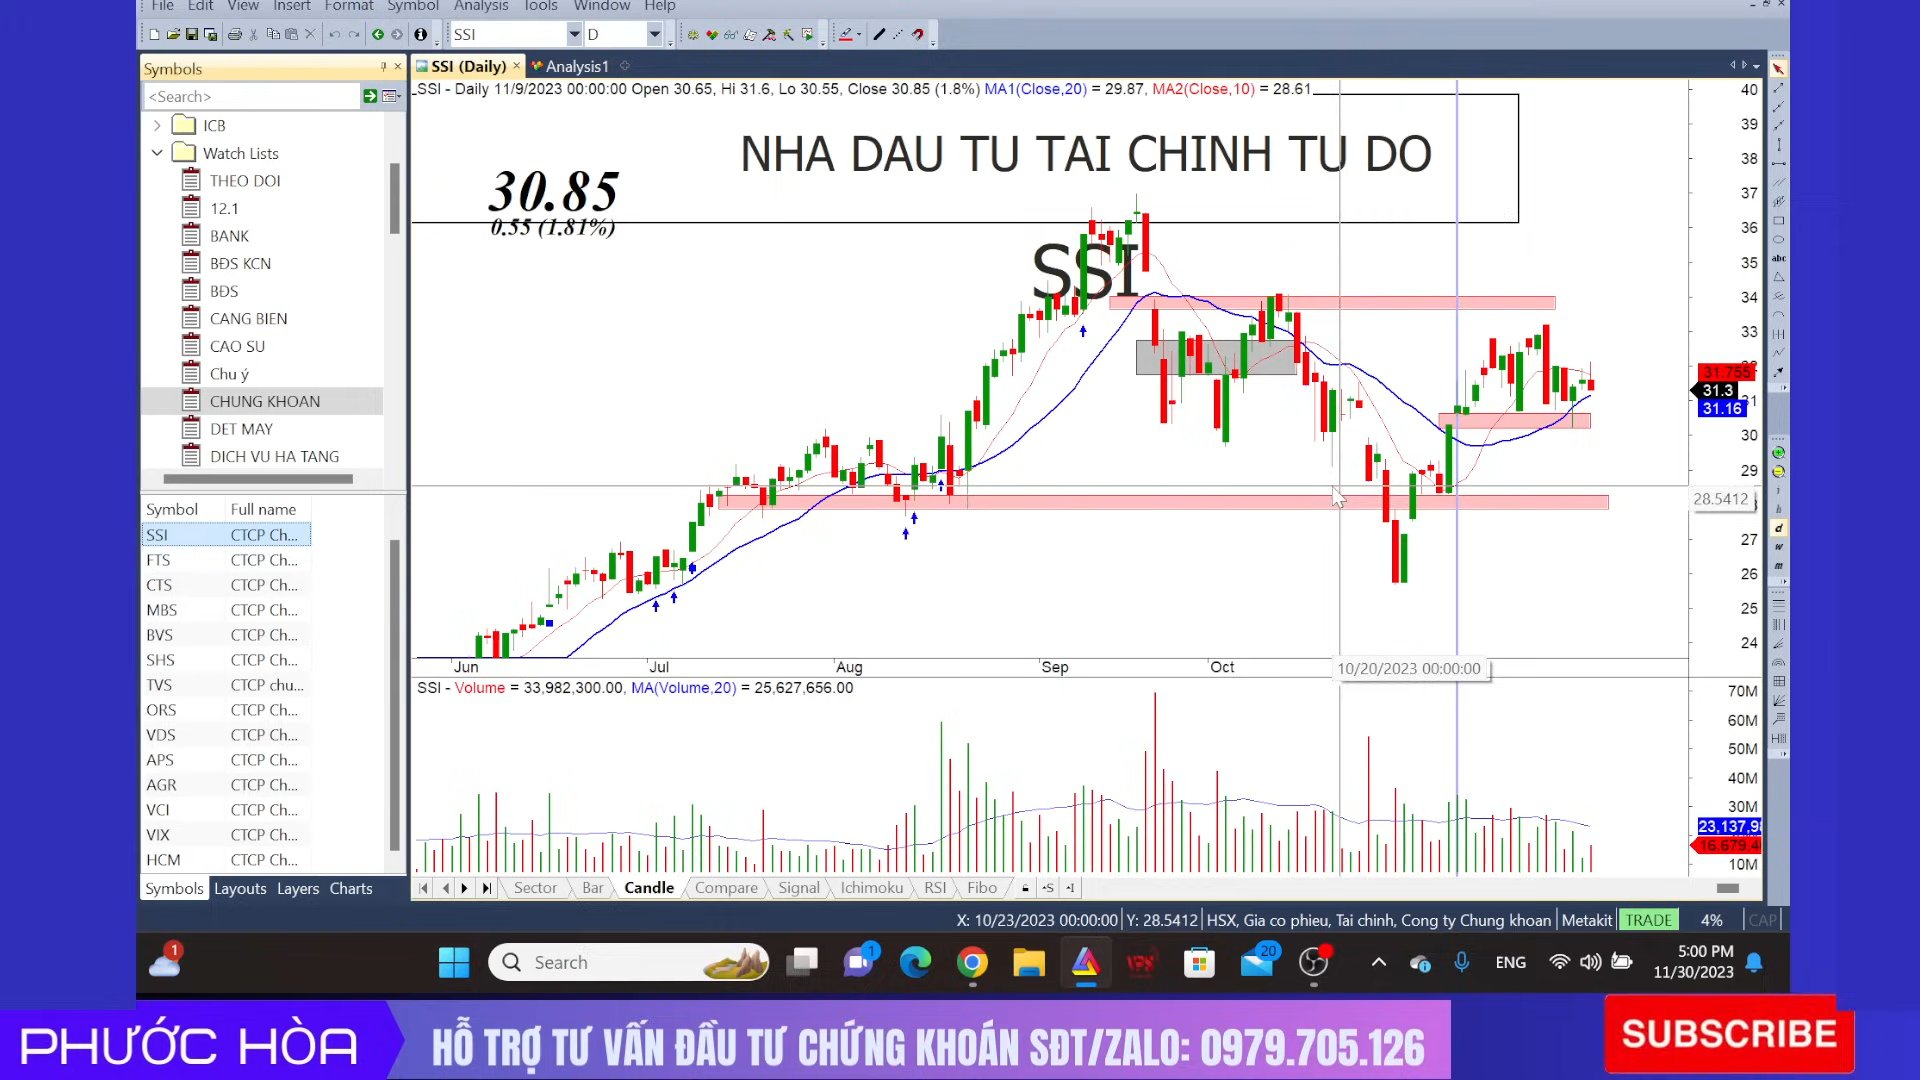 File Edit View Insert Format Symbol Analysis Tools Window Help
SSI D
Symbols
<Search>
ICB
Watch Lists
THEO DOI
12.1
BANK
BĐS KCN
BĐS
CANG BIEN
CAO SU
Chu ý
CHUNG KHOAN
DET MAY
DICH VU HA TANG
Symbol Full name
SSI CTCP Ch...
FTS CTCP Ch...
CTS CTCP Ch...
MBS CTCP Ch...
BVS CTCP Ch...
SHS CTCP Ch...
TVS CTCP chu...
ORS CTCP Ch...
VDS CTCP Ch...
APS CTCP Ch...
AGR CTCP Ch...
VCI CTCP Ch...
VIX CTCP Ch...
HCM CTCP Ch...
Symbols Layouts Layers Charts
SSI (Daily) Analysis1
SSI - Daily 11/9/2023 00:00:00 Open 30.65, Hi 31.6, Lo 30.55, Close 30.85 (1.8%) MA1(Close,20) = 29.87, MA2(Close,10) = 28.61
NHA DAU TU TAI CHINH TU DO
30.85
0.55 (1.81%)
SSI
40
39
38
37
36
35
34
33
31.755
31.3
31.16
30
29
28.5412
27
26
25
24
Jun Jul Aug Sep Oct 10/20/2023 00:00:00
SSI - Volume = 33,982,300.00, MA(Volume,20) = 25,627,656.00
70M
60M
50M
40M
30M
23,137,9
16,679,4
10M
Sector Bar Candle Compare Signal Ichimoku RSI Fibo
X: 10/23/2023 00:00:00 Y: 28.5412 HSX, Gia co phieu, Tai chinh, Cong ty Chung khoan Metakit TRADE 4% CAP
1 Search 1 20 ENG 5:00 PM
11/30/2023
PHƯỚC HÒA
HỖ TRỢ TƯ VẤN ĐẦU TƯ CHỨNG KHOÁN SĐT/ZALO: 0979.705.126
SUBSCRIBE